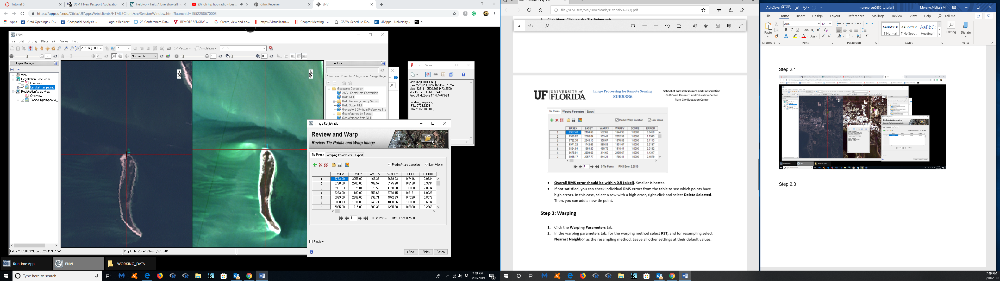 Tutorial 5
DS-11 New Passport Application
Fieldwork Fails: A Live Storytelling
(3) lofi hip hop radio - beats
Citrix Receiver
ENVI
https://apps.ufl.edu/Citrix/UFAppsWeb/clients/HTML5Client/src/SessionWindow.html?launchid=1552258670003
Apps
Grad Openings » D...
Geospatial Analysis ...
Logout Redirect
23 Conferences Dat...
REMOTE SENSING ...
Create, view and ed...
https://virtuallearn...
Chapter Meeting – ...
GSAW-Schedule-De...
UFApps - University...
a
ENVI
File Edit Display Placemarks Views Help
297.0% (3.0:1
0°
Vectors
Annotations
Go To
50
20
No stretch
10
0
Layer Manager
View
Registration Base View
Overview
Landsat_tampa.img
Registration Warp View
Overview
TampaHyperSpectral_S
N
N
1
1
Toolbox
/Geometric Correction/Registration/Image Regis
Geometric Correction
ASCII Coordinate Conversion
Build GLT
Build Geometry File by Sensor
Build Super GLT
Generate GCPs from Reference Ima
Georeference by Sensor
Georeference from GLT
Cursor Value
View #2 [CURRENT]
Geo: 27°36'11.07"N,82°45'43.13"W
Map: 326111.2500,3054473.2500
MGRS: 17RLL2611154473
Proj: UTM, Zone 17 N, WGS-84
Landsat_tampa.img
File: 5753,3256
Data: [82, 84, 100]
Image Registration
Review and Warp
Review Tie Points and Warp Image
Tie Points Warping Parameters Export
Predict Warp Location Link Views
BASEX BASEY WARPX WARPY SCORE ERROR
1 5753.00 3256.00 469.36 5699.23 0.7416 0.0634
2 5766.00 2705.00 482.57 5175.28 0.8186 0.3694
3 5961.03 1625.01 670.52 4150.28 1.0000 2.0734
4 6263.00 1192.00 953.69 3738.15 0.6181 1.0029
5 5989.00 2386.00 693.71 4872.69 0.7290 0.8076
6 6038.13 1531.08 740.71 4060.56 1.0000 0.6534
7 5995.00 1715.00 700.33 4235.38 0.6829 0.2866
1 18 Tie Points RMS Error: 0.7500
Preview
< Back Finish Cancel
Lat: 27°36'58.03"N, Lon: 82°44'39.31"W
Proj: UTM, Zone 17 North, WGS-84
Runtime App
ENVI
WORKING_DATA
Type here to search
7:49 PM
3/10/2019
Tutorial5 (3).pdf
file:///C:/Users/Mel/Downloads/Tutorial5%20(3).pdf
3. Click Next. Click on the Tie Points tab
4 of 7
UF UNIVERSITY of FLORIDA
Image Processing for Remote Sensing
SUR5386
School of Forest Resources and Conservation
Gulf Coast Research and Education Center
Plant City Education Center
Tie Points Warping Parameters Export
Predict Warp Location Link Views
BASEX BASEY WARPX WARPY SCORE ERROR
1 6907.40 2104.69 532.62 1644.93 1.0000 3.9458
2 6929.82 2580.04 553.49 2092.56 1.0000 1.1943
3 6722.30 2348.10 358.67 1876.86 1.0000 3.1113
4 6971.32 1742.63 599.88 1301.67 1.0000 2.2197
5 6824.84 1964.80 460.72 1510.41 1.0000 2.0152
6 6675.91 2909.63 314.60 2405.67 1.0000 1.4347
7 6915.17 2257.77 544.21 1786.41 1.0000 2.4579
1 9 Tie Points RMS Error: 2.2819
• Overall RMS error should be within 0.5 (pixel). Smaller is better.
• If not satisfied, you can check individual RMS errors from the table to see which points have
high errors. In this case, select a row with a high error, right-click and select Delete Selected.
Then, you can add a new tie point.
Step 3: Warping
1. Click the Warping Parameters tab.
2. In the warping parameters tab, for the warping method select RST, and for resampling select
Nearest Neighbor as the resampling method. Leave all other settings at their default values.
AutoSave Off
moreno_sur5386_tutorial5
Moreno,Melissa M
File Home Insert Design Layout References Mailings Review View Help Tell me
Paste
Arial
12
AaBbCcDc
AaBbCcDc
AaBbC
¶ Normal
¶ No Spac...
Heading 1
Editing
Dictate
Clipboard
Font
Paragraph
Styles
Voice
Step 2.1-
Tie Points Generation
Generate Tie Points Automatically
Step 2.3
7:49 PM
3/10/2019